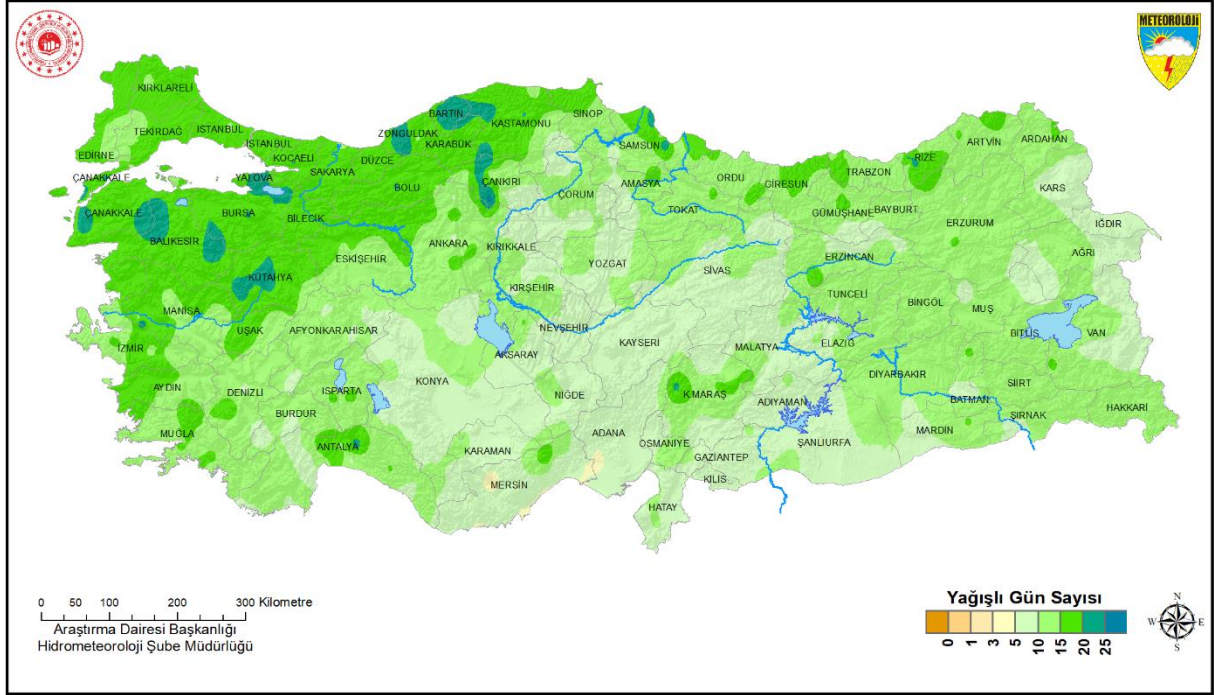 METEOROLOJİ
KIRKLARELİ
TEKİRDAĞ
İSTANBUL
EDİRNE
İSTANBUL
KOCAELİ
ÇANAKKALE
YALOVA
SAKARYA
DÜZCE
ZONGULDAK
BARTIN
KARABÜK
KASTAMONU
SİNOP
SAMSUN
ORDU
GİRESUN
TRABZON
RİZE
ARTVİN
ARDAHAN
ÇANAKKALE
BURSA
BİLECİK
BOLU
ÇANKIRI
ÇORUM
AMASYA
TOKAT
GÜMÜŞHANE
BAYBURT
ERZURUM
KARS
IĞDIR
BALIKESİR
KÜTAHYA
ESKİŞEHİR
ANKARA
KIRIKKALE
YOZGAT
SİVAS
ERZİNCAN
AĞRI
MANİSA
UŞAK
AFYONKARAHİSAR
KIRŞEHİR
NEVŞEHİR
KAYSERİ
TUNCELİ
BİNGÖL
MUŞ
BİTLİS
VAN
İZMİR
AYDIN
DENİZLİ
ISPARTA
KONYA
AKSARAY
NİĞDE
MALATYA
ELAZIĞ
DİYARBAKIR
SİİRT
BATMAN
ŞIRNAK
HAKKARİ
MUĞLA
BURDUR
ANTALYA
KARAMAN
MERSİN
ADANA
K.MARAŞ
OSMANİYE
ADIYAMAN
GAZİANTEP
ŞANLIURFA
MARDİN
KİLİS
HATAY
0 50 100 200 300 Kilometre
Araştırma Dairesi Başkanlığı
Hidrometeoroloji Şube Müdürlüğü
Yağışlı Gün Sayısı
0 1 3 5 10 15 20 25
N
W E
S